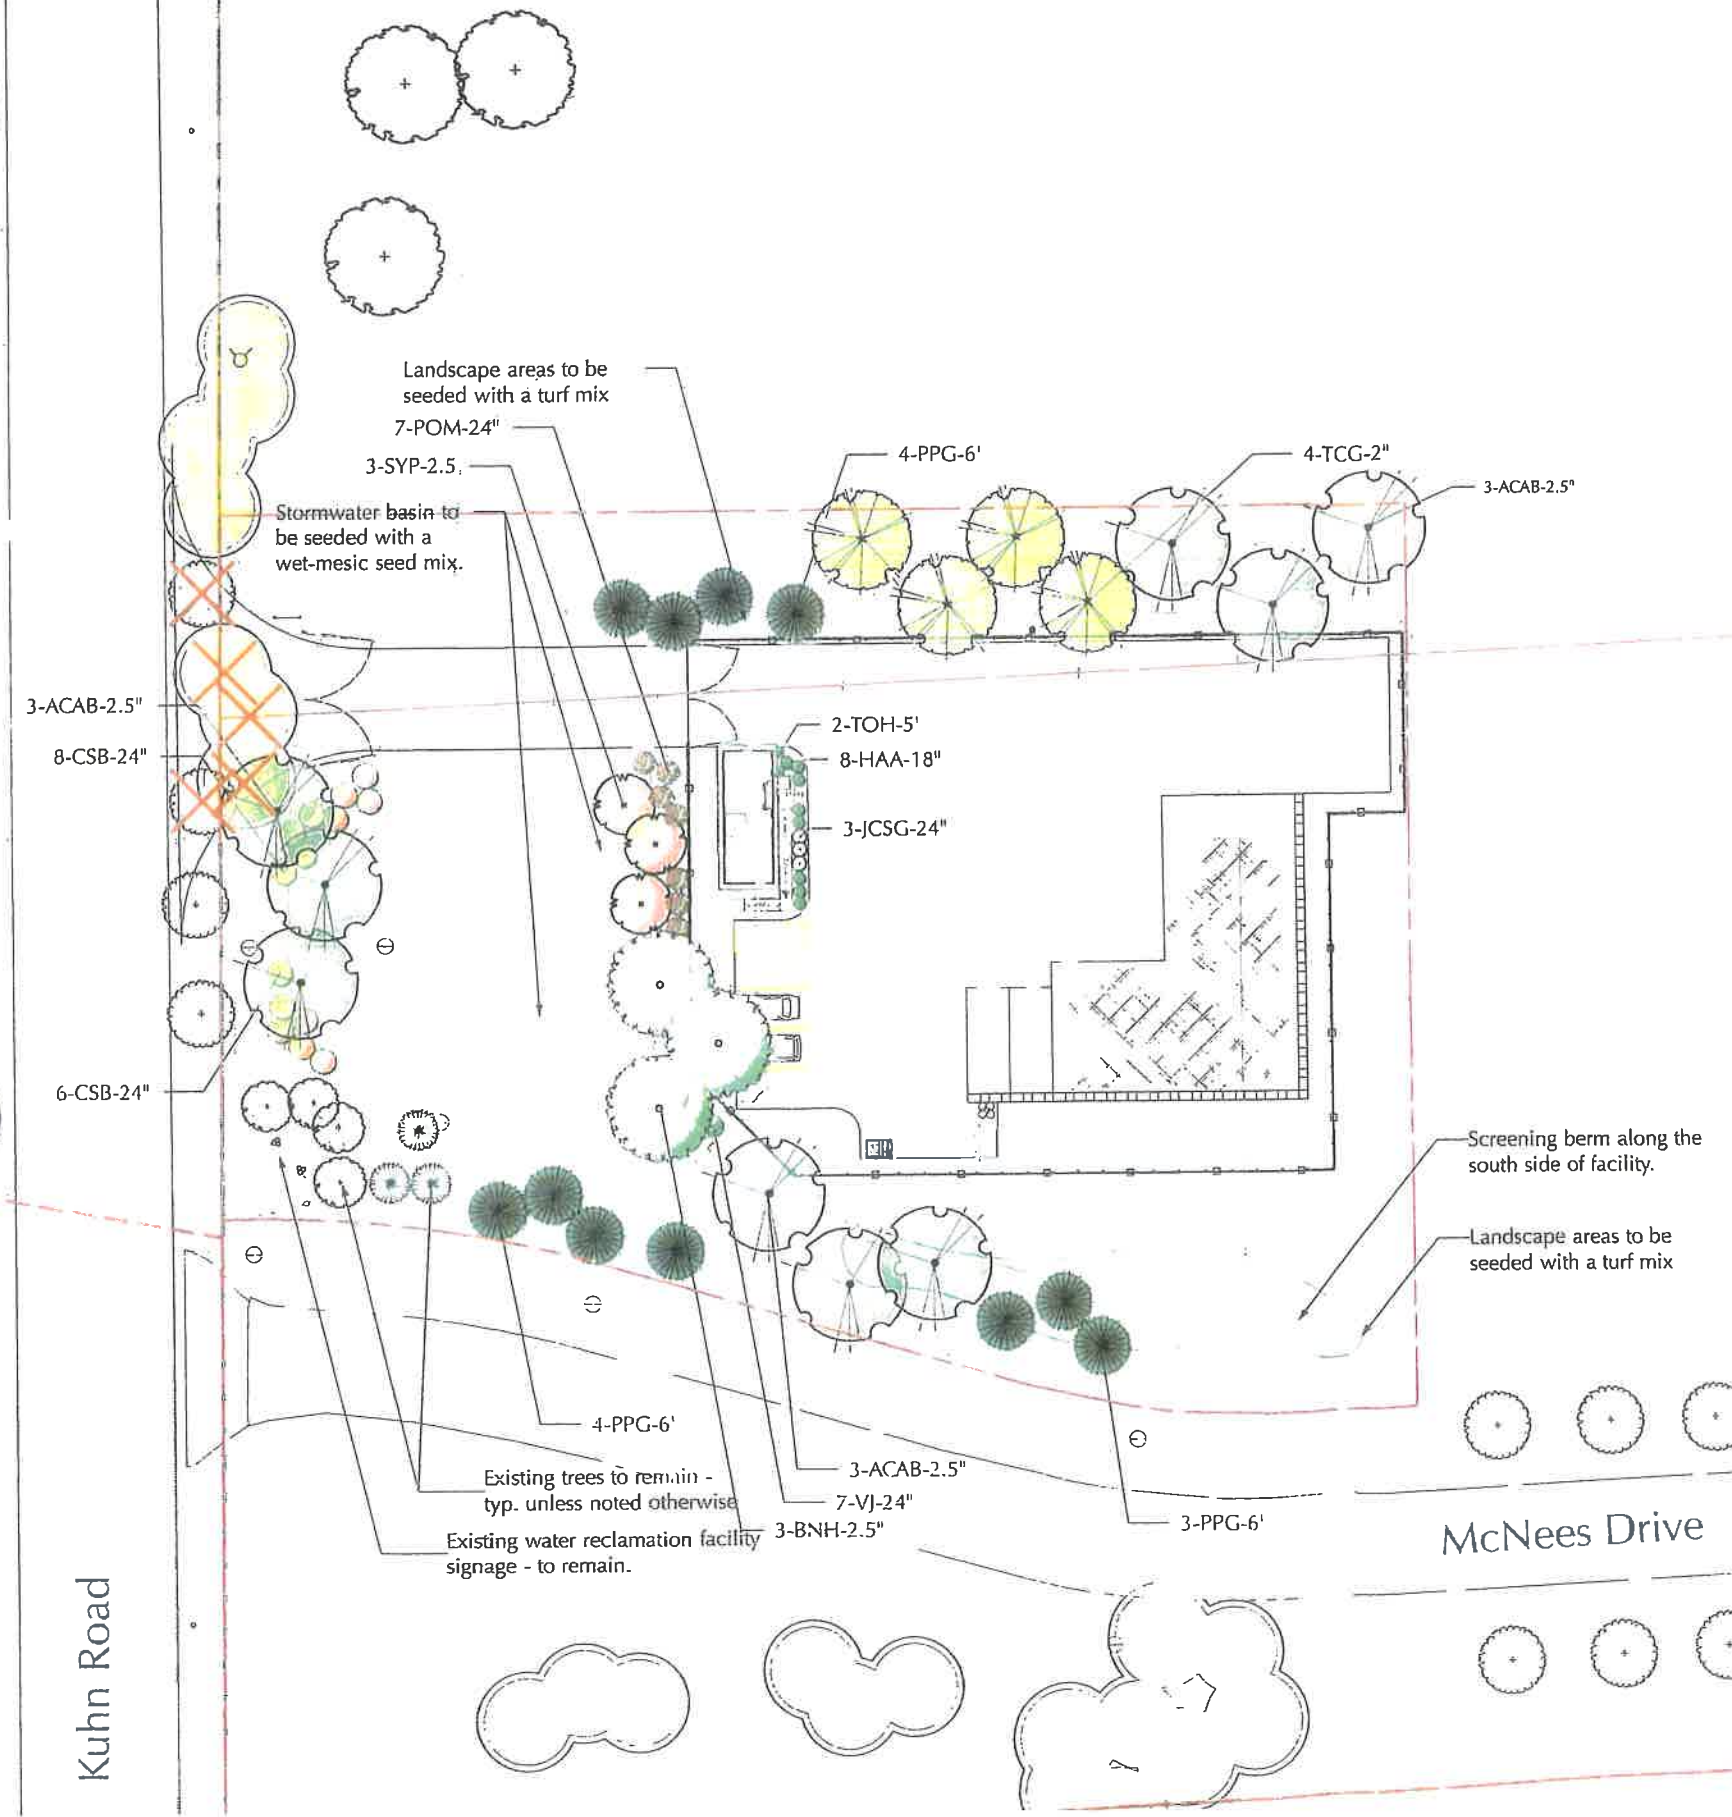 Landscape areas to be
seeded with a turf mix
7-POM-24"
3-SYP-2.5
Stormwater basin to
be seeded with a
wet-mesic seed mix.
4-PPG-6'
4-TCG-2"
3-ACAB-2.5"
3-ACAB-2.5"
8-CSB-24"
2-TOH-5'
8-HAA-18"
3-JCSG-24"
6-CSB-24"
Screening berm along the
south side of facility.
Landscape areas to be
seeded with a turf mix
4-PPG-6'
Existing trees to remain -
typ. unless noted otherwise
Existing water reclamation facility
signage - to remain.
3-ACAB-2.5"
7-VJ-24"
3-BNH-2.5"
3-PPG-6'
McNees Drive
Kuhn Road